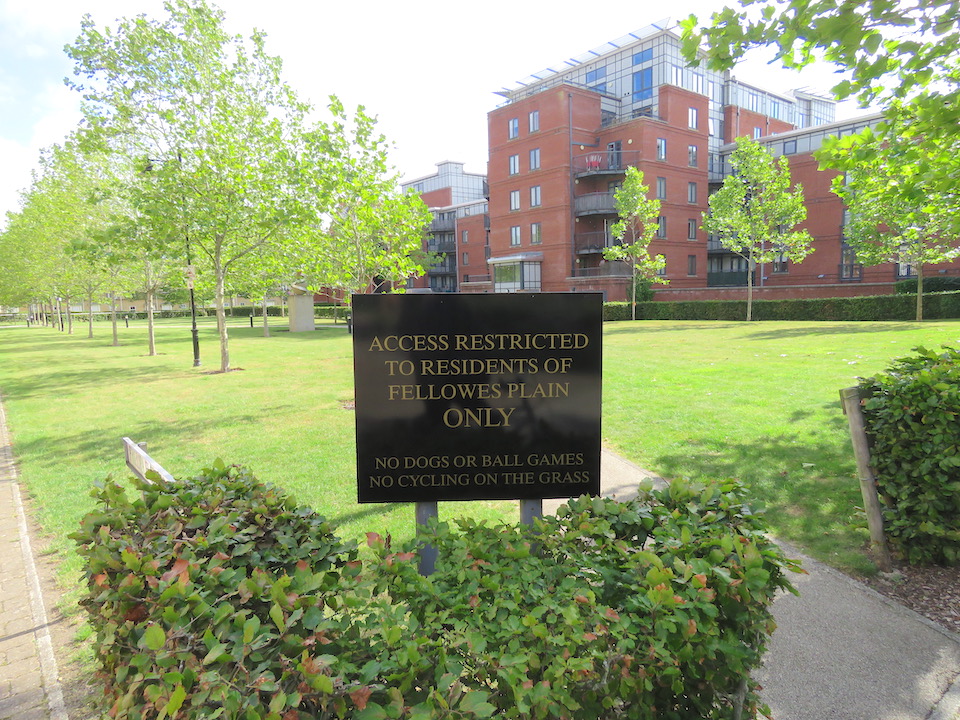 ACCESS RESTRICTED
TO RESIDENTS OF
FELLOWES PLAIN
ONLY
NO DOGS OR BALL GAMES
NO CYCLING ON THE GRASS